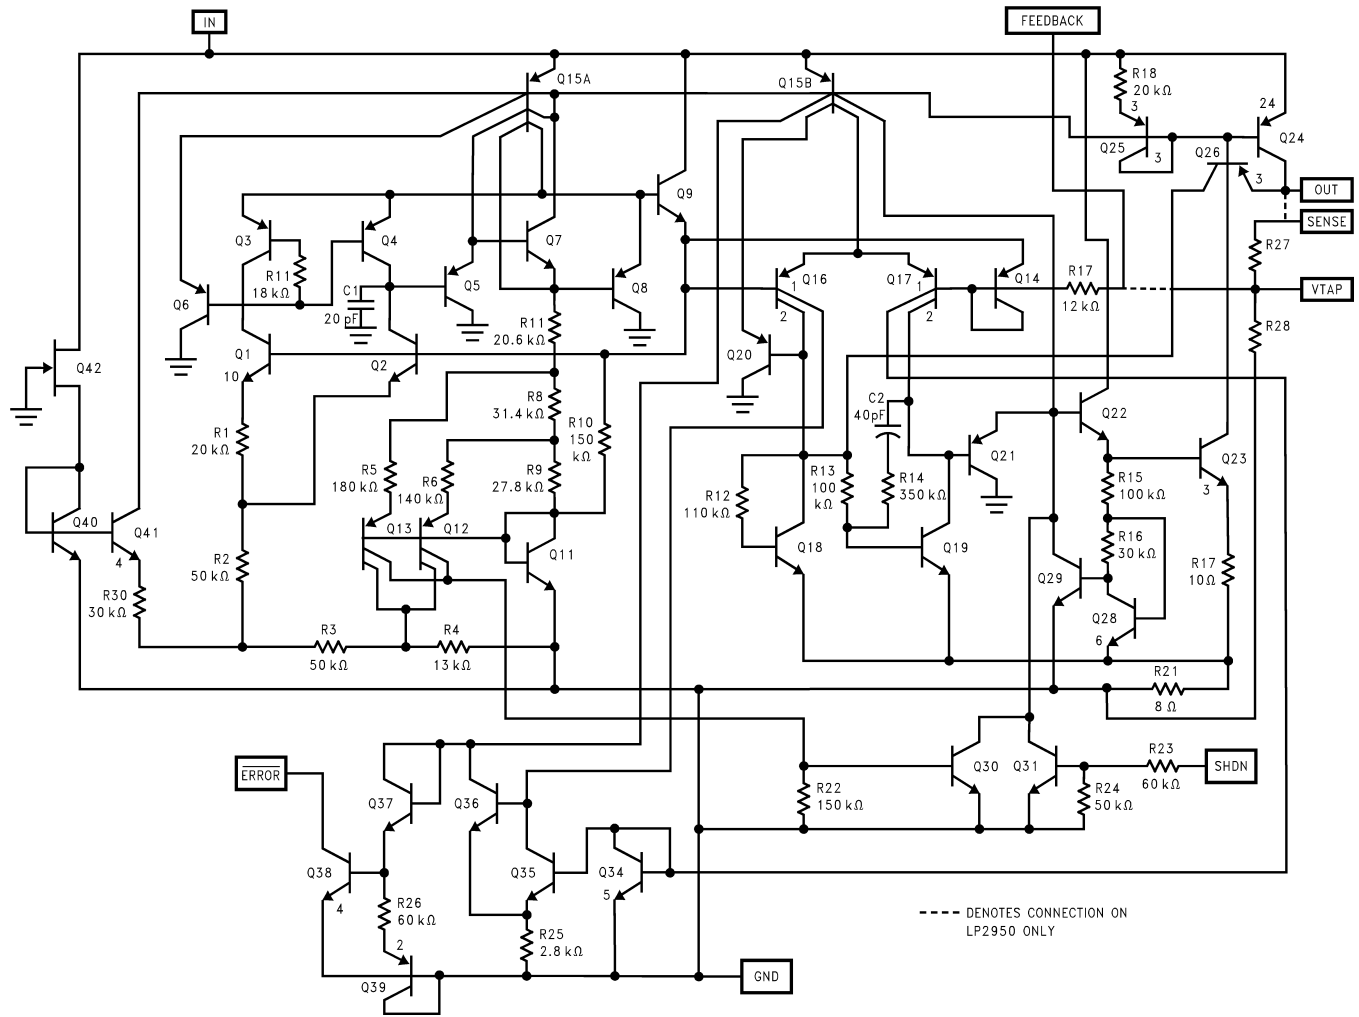 IN
FEEDBACK
Q15A
Q15B
R18
20 kΩ
3
24
Q25
3
Q26
Q24
3
OUT
SENSE
Q9
Q3
Q4
Q7
R11
18 kΩ
C1
20 pF
Q5
Q8
Q6
Q16
1
2
Q17
1
2
Q14
R17
12 kΩ
R27
VTAP
R11
20.6 kΩ
R28
Q1
10
Q2
Q20
Q42
R8
31.4 kΩ
R10
150
kΩ
C2
40pF
Q22
R1
20 kΩ
R5
180 kΩ
R6
140 kΩ
R9
27.8 kΩ
R12
110 kΩ
R13
100
kΩ
R14
350 kΩ
Q21
R15
100 kΩ
Q23
3
Q40
Q41
4
Q13
Q12
Q11
Q18
Q19
R16
30 kΩ
Q29
R17
10Ω
R2
50 kΩ
R30
30 kΩ
Q28
6
R3
50 kΩ
R4
13 kΩ
R21
8 Ω
ERROR
Q37
Q36
R22
150 kΩ
Q30
Q31
R23
60 kΩ
SHDN
R24
50 kΩ
Q38
4
Q35
Q34
5
R26
60 kΩ
R25
2.8 kΩ
2
Q39
GND
DENOTES CONNECTION ON
LP2950 ONLY